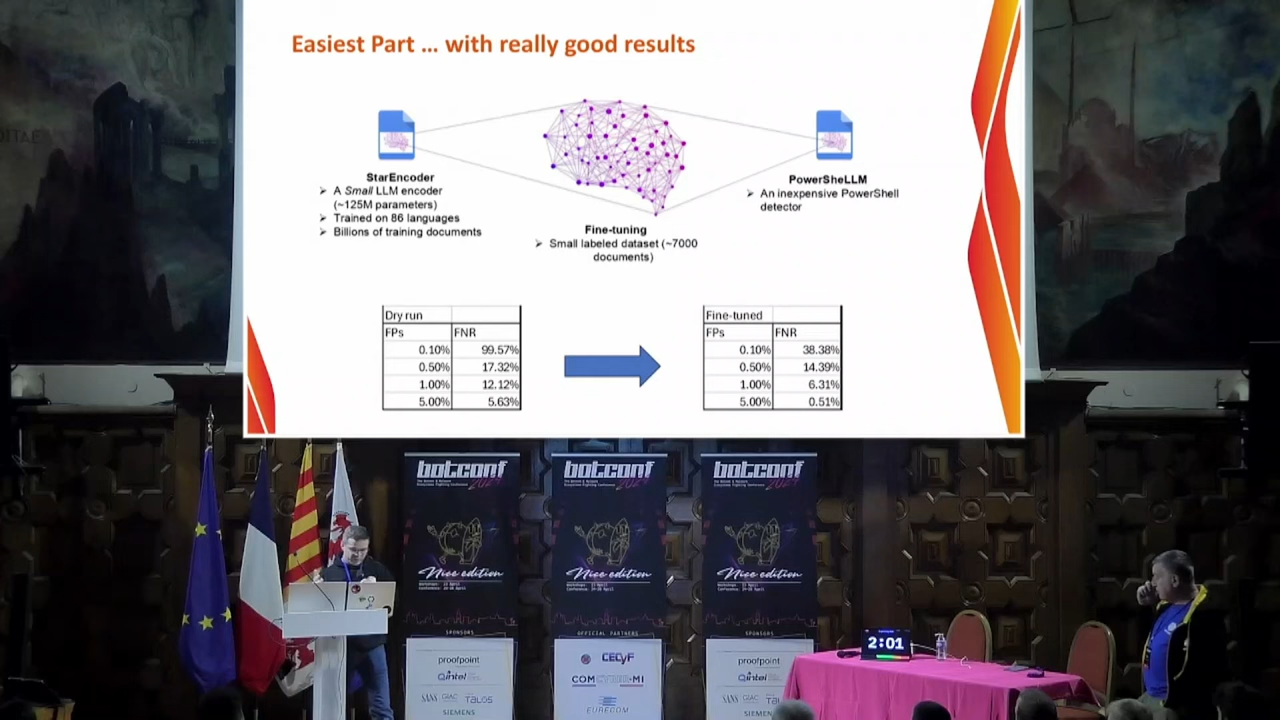 Easiest Part ... with really good results
StarEncoder
➢ A Small LLM encoder
(~125M parameters)
➢ Trained on 86 languages
➢ Billions of training documents
Fine-tuning
➢ Small labeled dataset (~7000
documents)
PowerSheLLM
➢ An inexpensive PowerShell
detector
Dry run
FPs FNR
0.10% 99.57%
0.50% 17.32%
1.00% 12.12%
5.00% 5.63%
Fine-tuned
FPs FNR
0.10% 38.38%
0.50% 14.39%
1.00% 6.31%
5.00% 0.51%
botconf
2024
Nice edition
SPONSORS
proofpoint
Qintel
SANS GIAC TALOS
SIEMENS
botconf
2024
Nice edition
OFFICIAL PARTNERS
CECyF
COMCYBER-MI
EURECOM
botconf
2024
Nice edition
SPONSORS
proofpoint
Qintel
SANS GIAC
SIEMENS
2:01